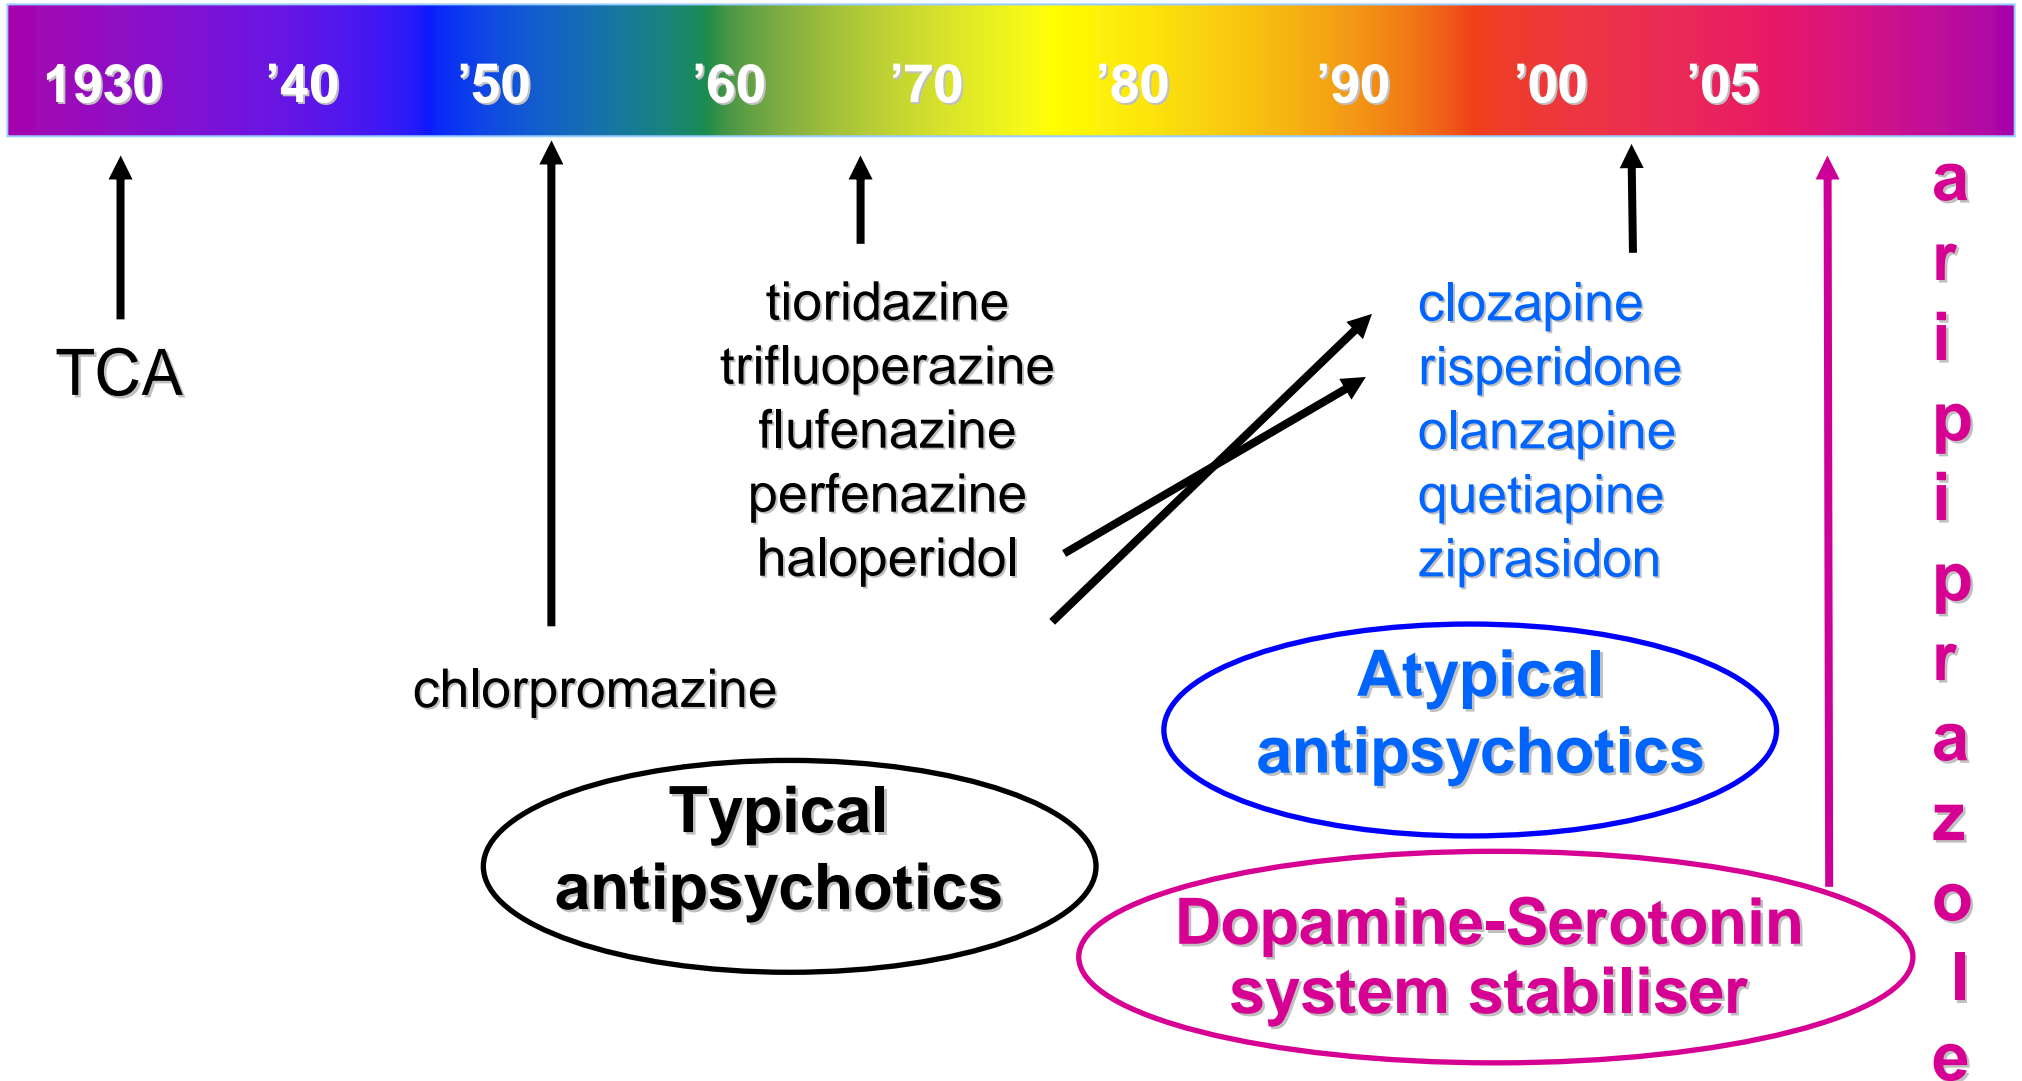 1930 ’40 ’50 ’60 ’70 ’80 ’90 ’00 ’05
TCA
chlorpromazine
tioridazine
trifluoperazine
flufenazine
perfenazine
haloperidol
Typical
antipsychotics
clozapine
risperidone
olanzapine
quetiapine
ziprasidon
Atypical
antipsychotics
Dopamine-Serotonin
system stabiliser
aripiprazole